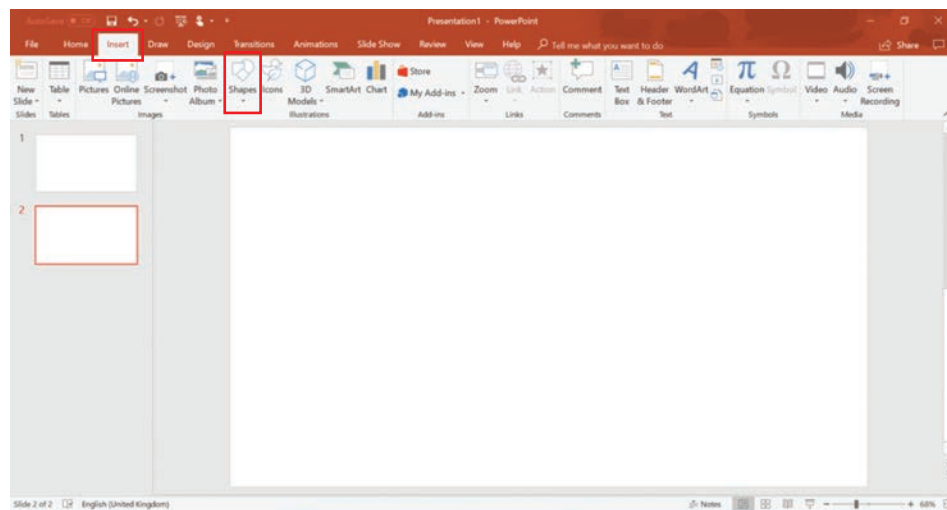 AutoSave Off Presentation1 - PowerPoint
File Home Insert Draw Design Transitions Animations Slide Show Review View Help Tell me what you want to do Share
New Slide Table Pictures Online Pictures Screenshot Photo Album Shapes Icons 3D Models SmartArt Chart Store My Add-ins Zoom Link Action Comment Text Box Header & Footer WordArt Equation Symbol Video Audio Screen Recording
Slides Tables Images Illustrations Add-ins Links Comments Text Symbols Media
1
2
Slide 2 of 2 English (United Kingdom) Notes 68%